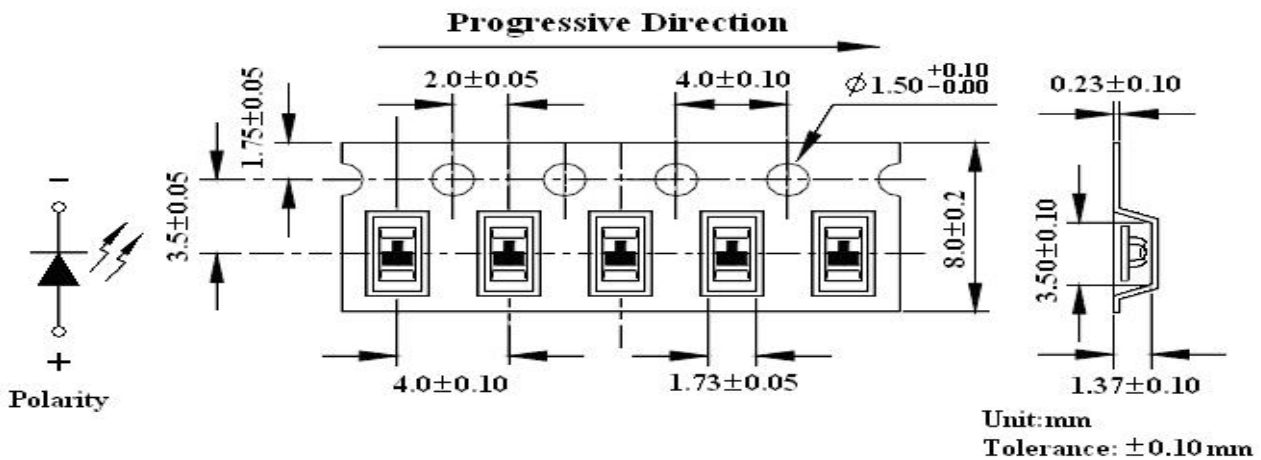 Progressive Direction
2.0±0.05
4.0±0.10
ϕ1.50 +0.10 -0.00
0.23±0.10
1.75±0.05
3.5±0.05
8.0±0.2
3.50±0.10
-
+
Polarity
4.0±0.10
1.73±0.05
1.37±0.10
Unit:mm
Tolerance: ±0.10 mm